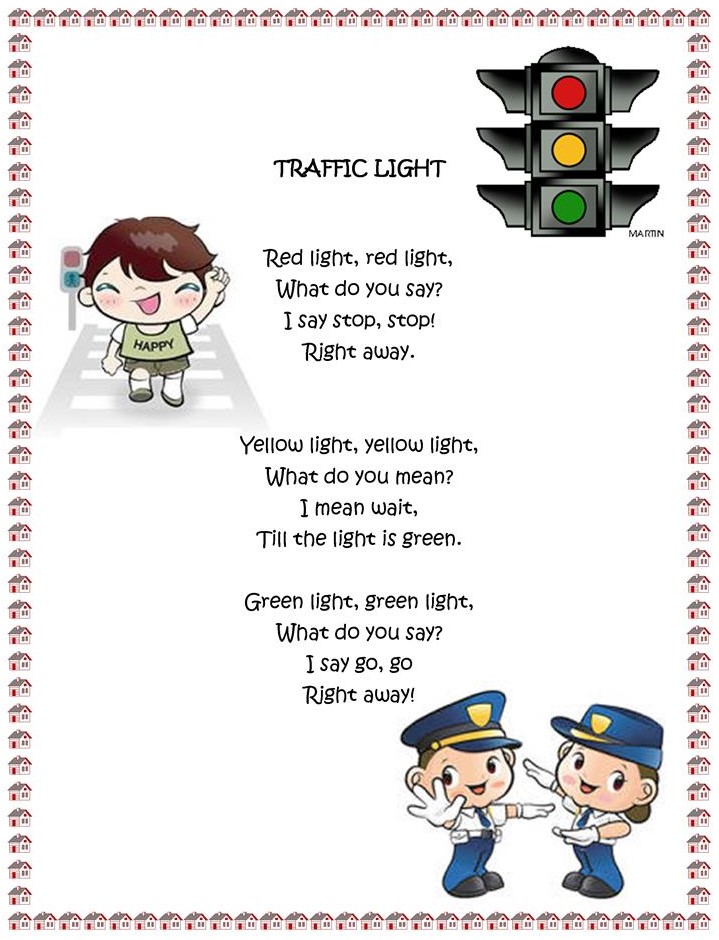 MARTIN
TRAFFIC LIGHT
Red light, red light,
What do you say?
I say stop, stop!
Right away.
HAPPY
Yellow light, yellow light,
What do you mean?
I mean wait,
Till the light is green.
Green light, green light,
What do you say?
I say go, go
Right away!